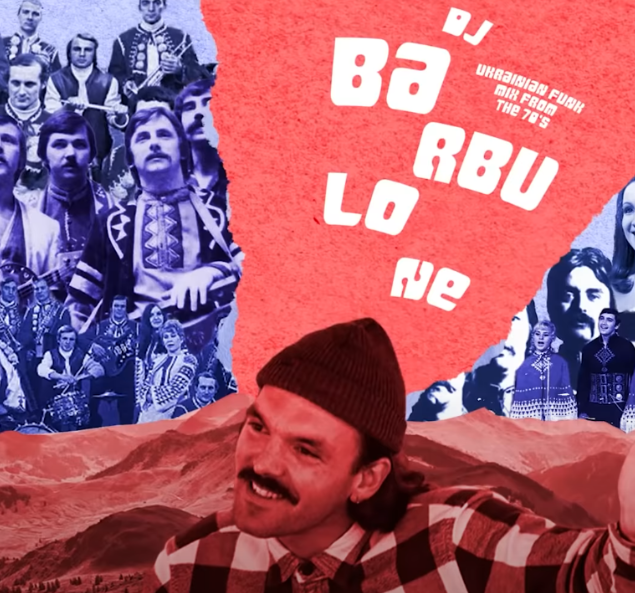 DJ
Ba
RBU
LO
Ne
UKRAINIAN FUNK
MIX FROM
THE 70'S